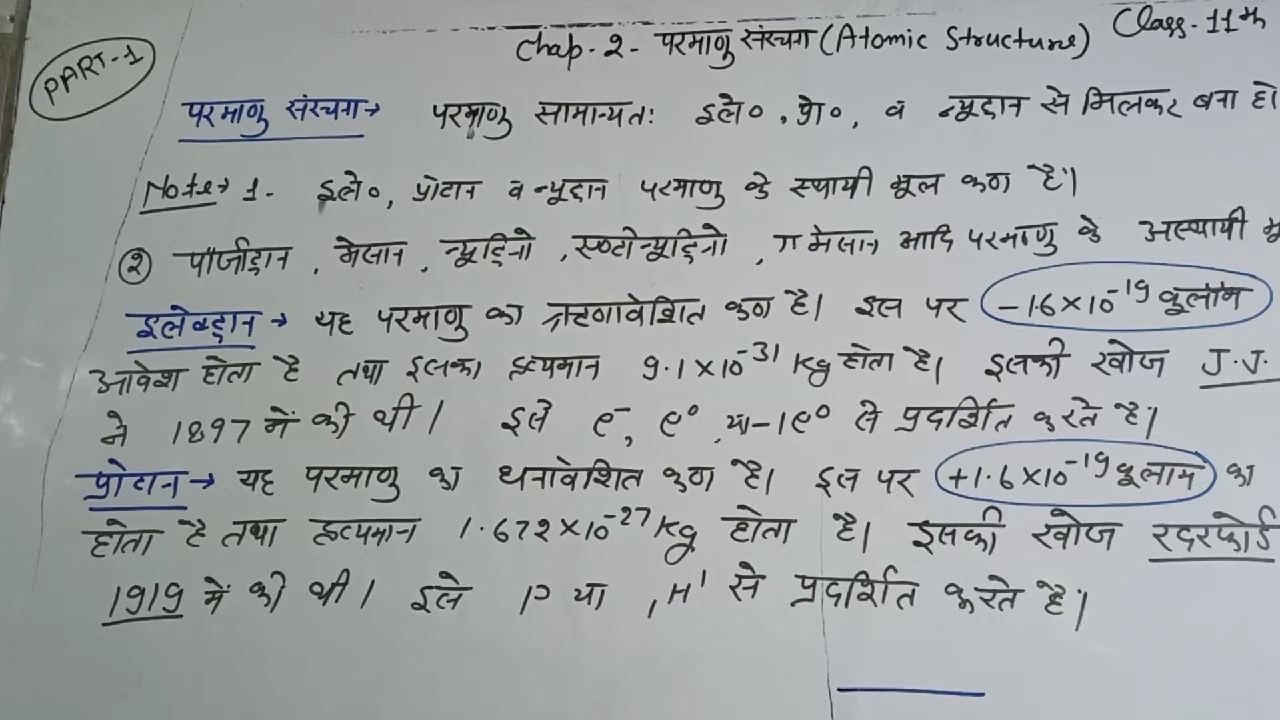 PART-1
Chap-2- परमाणु संरचना (Atomic Structure) Class-11th
परमाणु संरचना→ परमाणु सामान्यतः इले०, प्रो०, व न्यूट्रान से मिलकर बना हो
Note→ 1. इले०, प्रोटान व न्यूट्रान परमाणु के स्थायी मूल कण हैं।
② पाजीट्रान, मेसान, न्यूट्रिनो, एण्टीन्यूट्रिनो, π मेसान आदि परमाणु के अस्थायी मू
इलेक्ट्रान→ यह परमाणु का ऋणावेशित कण है। इस पर -16×10⁻¹⁹ कूलाम
आवेश होता है तथा इसका द्रव्यमान 9.1×10⁻³¹ Kg होता है। इसकी खोज J.J.
ने 1897 में की थी। इसे e⁻, e⁰, या -1e⁰ से प्रदर्शित करते है।
प्रोटान→ यह परमाणु का धनावेशित कण है। इस पर +1.6×10⁻¹⁹ कूलाम का
होता है तथा द्रव्यमान 1.672×10⁻²⁷ Kg होता है। इसकी खोज रदरफोर्ड
1919 में की थी। इसे P या ₁H¹ से प्रदर्शित करते है।